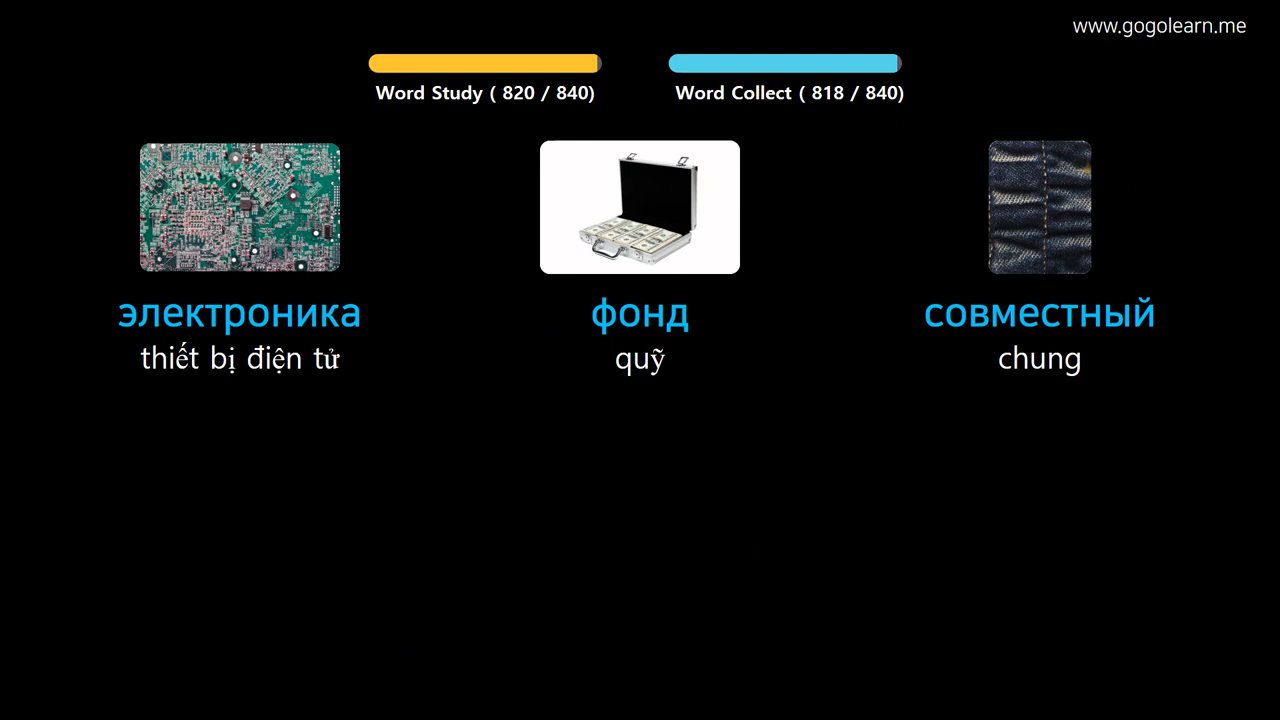 www.gogolearn.me
Word Study ( 820 / 840)
Word Collect ( 818 / 840)
электроника
фонд
совместный
thiết bị điện tử
quỹ
chung